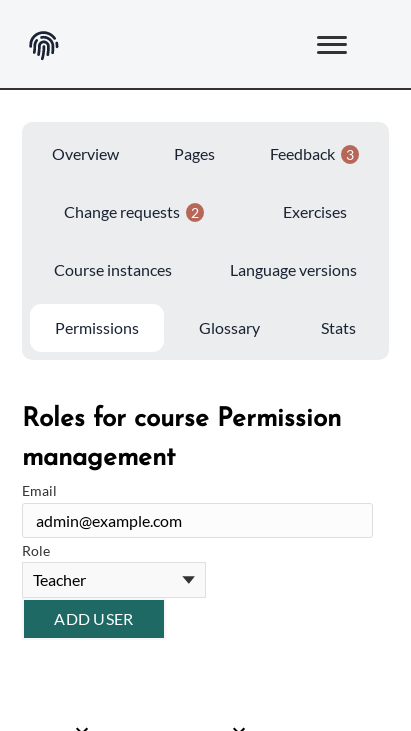 Overview Pages Feedback 3
Change requests 2 Exercises
Course instances Language versions
Permissions Glossary Stats
Roles for course Permission
management
Email
admin@example.com
Role
Teacher
ADD USER